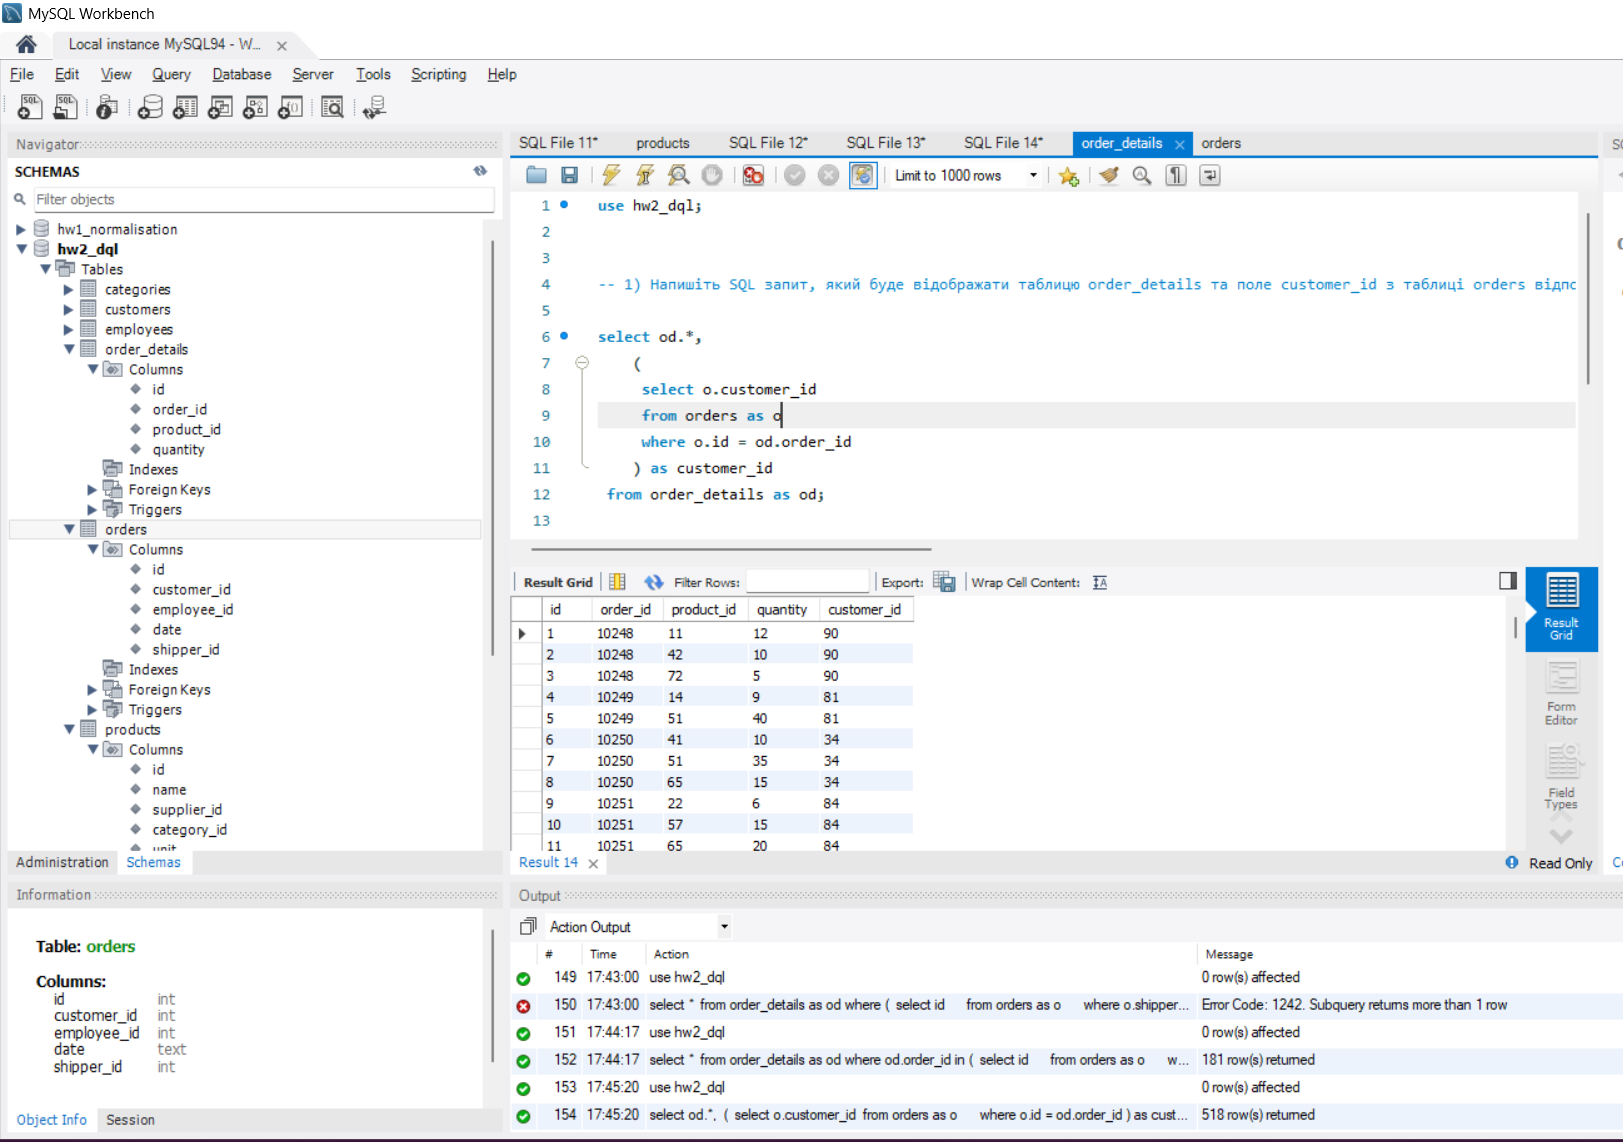 MySQL Workbench
Local instance MySQL94 - W...
File Edit View Query Database Server Tools Scripting Help
Navigator
SCHEMAS
Filter objects
hw1_normalisation
hw2_dql
Tables
categories
customers
employees
order_details
Columns
id
order_id
product_id
quantity
Indexes
Foreign Keys
Triggers
orders
Columns
id
customer_id
employee_id
date
shipper_id
Indexes
Foreign Keys
Triggers
products
Columns
id
name
supplier_id
category_id
unit
Administration Schemas
Information
Table: orders
Columns:
id int
customer_id int
employee_id int
date text
shipper_id int
Object Info Session
SQL File 11* products SQL File 12* SQL File 13* SQL File 14* order_details orders
Limit to 1000 rows
1 use hw2_dql;
2
3
4 -- 1) Напишіть SQL запит, який буде відображати таблицю order_details та поле customer_id з таблиці orders відпо
5
6 select od.*,
7 (
8 select o.customer_id
9 from orders as o
10 where o.id = od.order_id
11 ) as customer_id
12 from order_details as od;
13
Result Grid Filter Rows: Export: Wrap Cell Content:
id order_id product_id quantity customer_id
1 10248 11 12 90
2 10248 42 10 90
3 10248 72 5 90
4 10249 14 9 81
5 10249 51 40 81
6 10250 41 10 34
7 10250 51 35 34
8 10250 65 15 34
9 10251 22 6 84
10 10251 57 15 84
11 10251 65 20 84
Result Grid
Form Editor
Field Types
Result 14
Read Only
Output
Action Output
# Time Action Message
149 17:43:00 use hw2_dql 0 row(s) affected
150 17:43:00 select * from order_details as od where ( select id from orders as o where o.shipper... Error Code: 1242. Subquery returns more than 1 row
151 17:44:17 use hw2_dql 0 row(s) affected
152 17:44:17 select * from order_details as od where od.order_id in ( select id from orders as o w... 181 row(s) returned
153 17:45:20 use hw2_dql 0 row(s) affected
154 17:45:20 select od.*, ( select o.customer_id from orders as o where o.id = od.order_id ) as cust... 518 row(s) returned